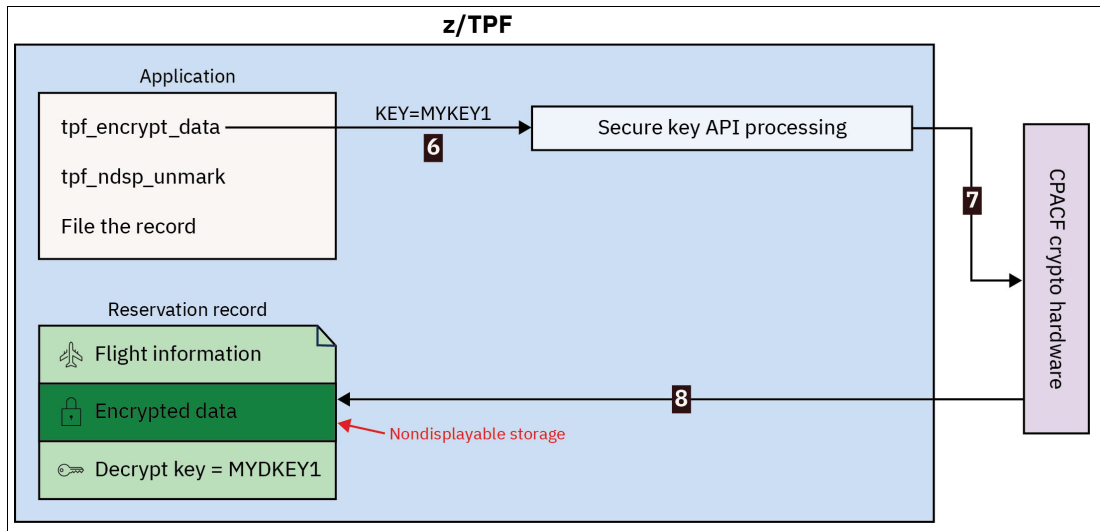 z/TPF
Application
tpf_encrypt_data
KEY=MYKEY1
6
Secure key API processing
tpf_ndsp_unmark
File the record
7
CPACF crypto hardware
Reservation record
Flight information
Encrypted data
8
Nondisplayable storage
Decrypt key = MYDKEY1